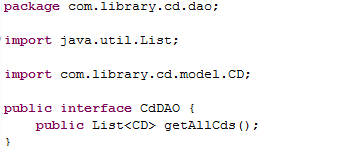 package com.library.cd.dao;
import java.util.List;
import com.library.cd.model.CD;
public interface CdDAO {
    public List<CD> getAllCds();
}